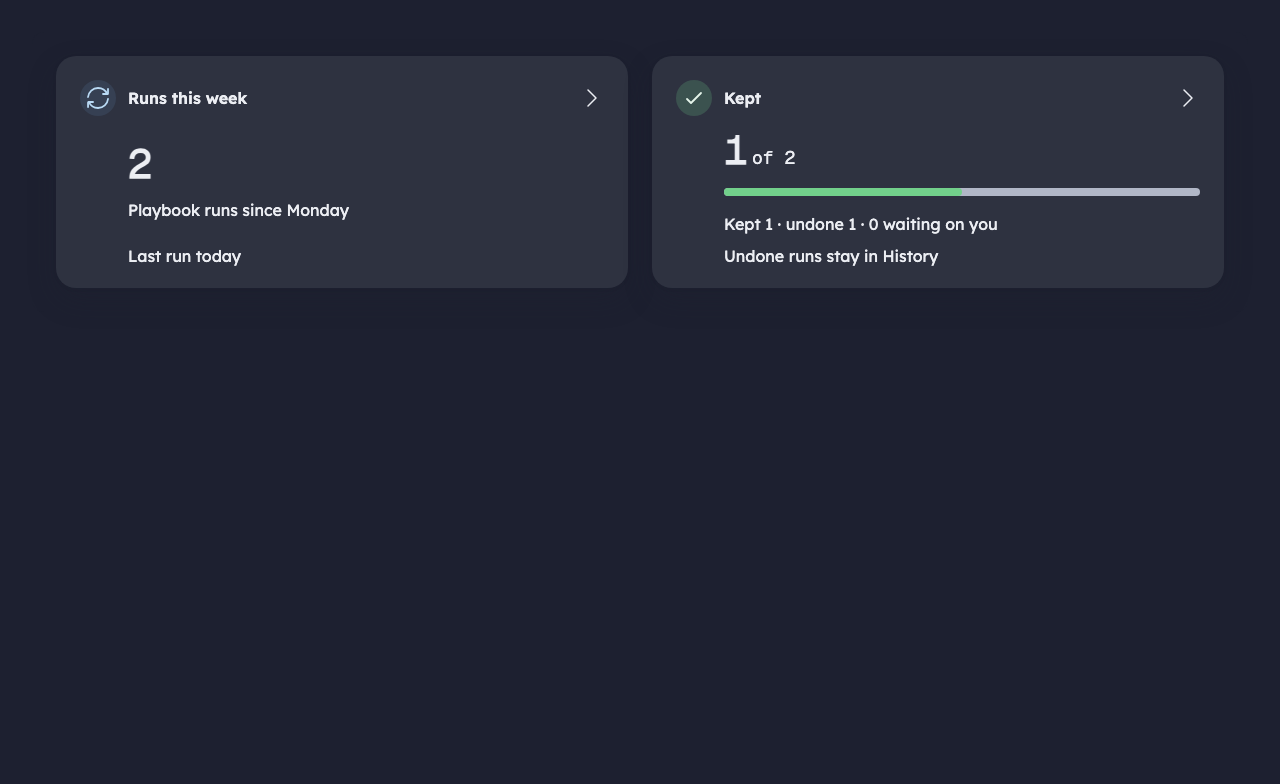 Runs this week
2
Playbook runs since Monday
Last run today
Kept
1 of 2
Kept 1 · undone 1 · 0 waiting on you
Undone runs stay in History